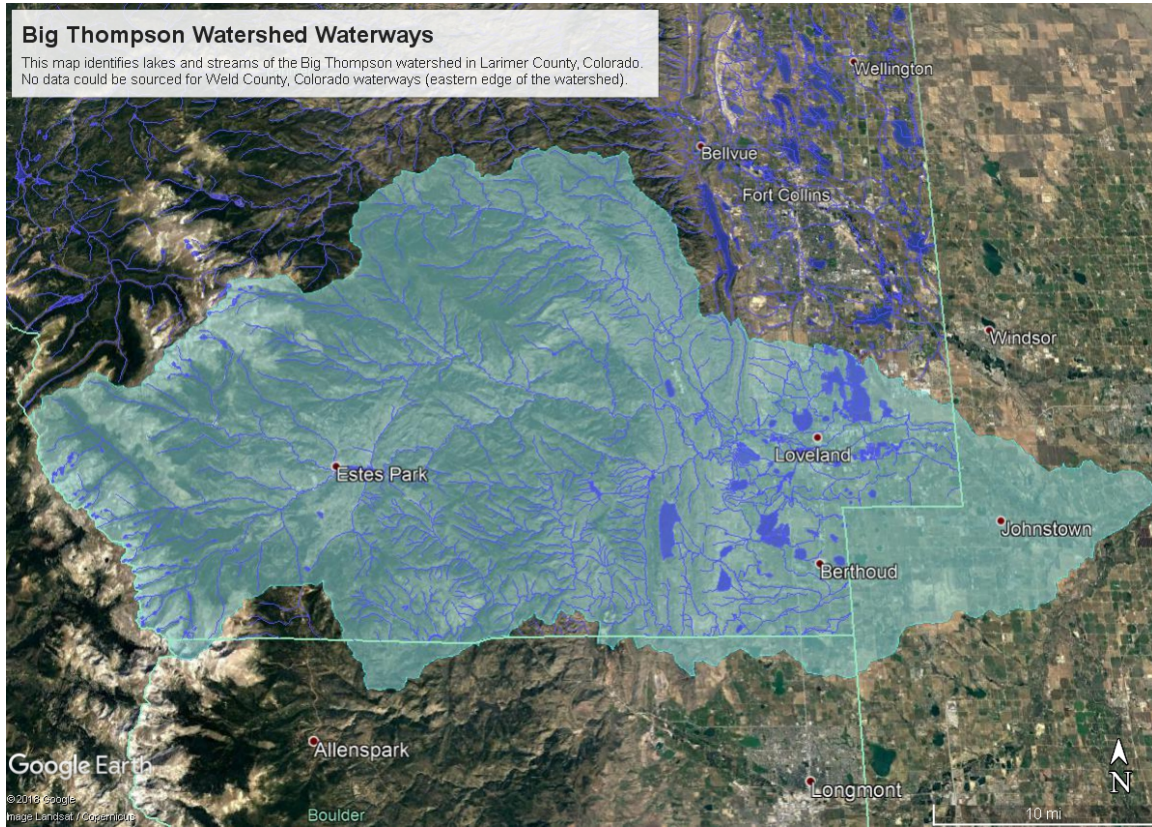 Big Thompson Watershed Waterways
This map identifies lakes and streams of the Big Thompson watershed in Larimer County, Colorado.
No data could be sourced for Weld County, Colorado waterways (eastern edge of the watershed).
Wellington
Bellvue
Fort Collins
Windsor
Loveland
Estes Park
Johnstown
Berthoud
Allenspark
Google Earth
N
Longmont
©2018 Google
Image Landsat / Copernicus
Boulder
10 mi